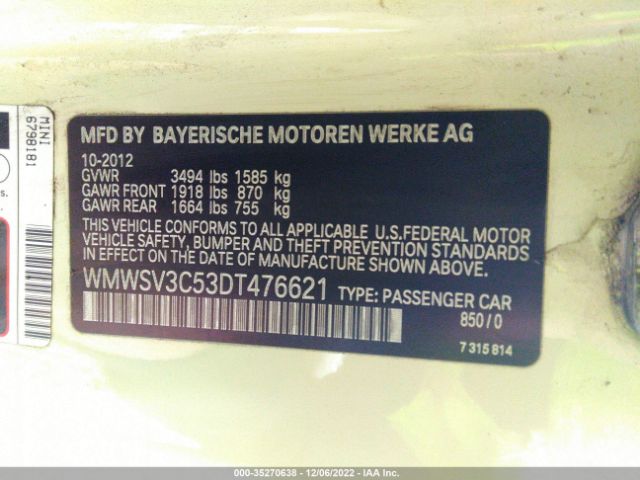 MINI
6798181
s.
MFD BY BAYERISCHE MOTOREN WERKE AG
10-2012
GVWR 3494 lbs 1585 kg
GAWR FRONT 1918 lbs 870 kg
GAWR REAR 1664 lbs 755 kg
THIS VEHICLE CONFORMS TO ALL APPLICABLE U.S.FEDERAL MOTOR
VEHICLE SAFETY, BUMPER AND THEFT PREVENTION STANDARDS
IN EFFECT ON THE DATE OF MANUFACTURE SHOWN ABOVE:
WMWSV3C53DT476621 TYPE: PASSENGER CAR
850/0
7 315 814
000-35270638 - 12/06/2022 - IAA Inc.